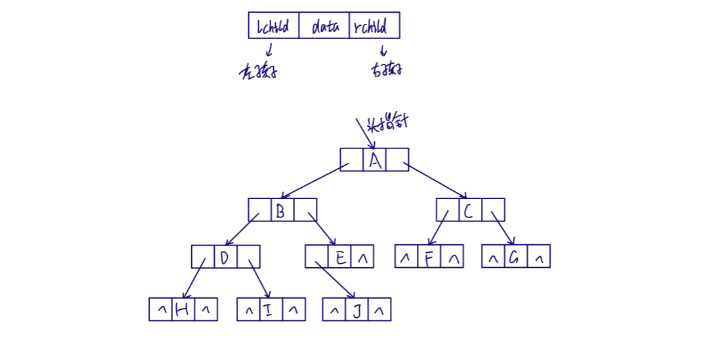 lchild data rchild
左孩子 右孩子
头指针
A
B C
D E ∧ ∧ F ∧ ∧ G ∧
∧ H ∧ ∧ I ∧ ∧ J ∧